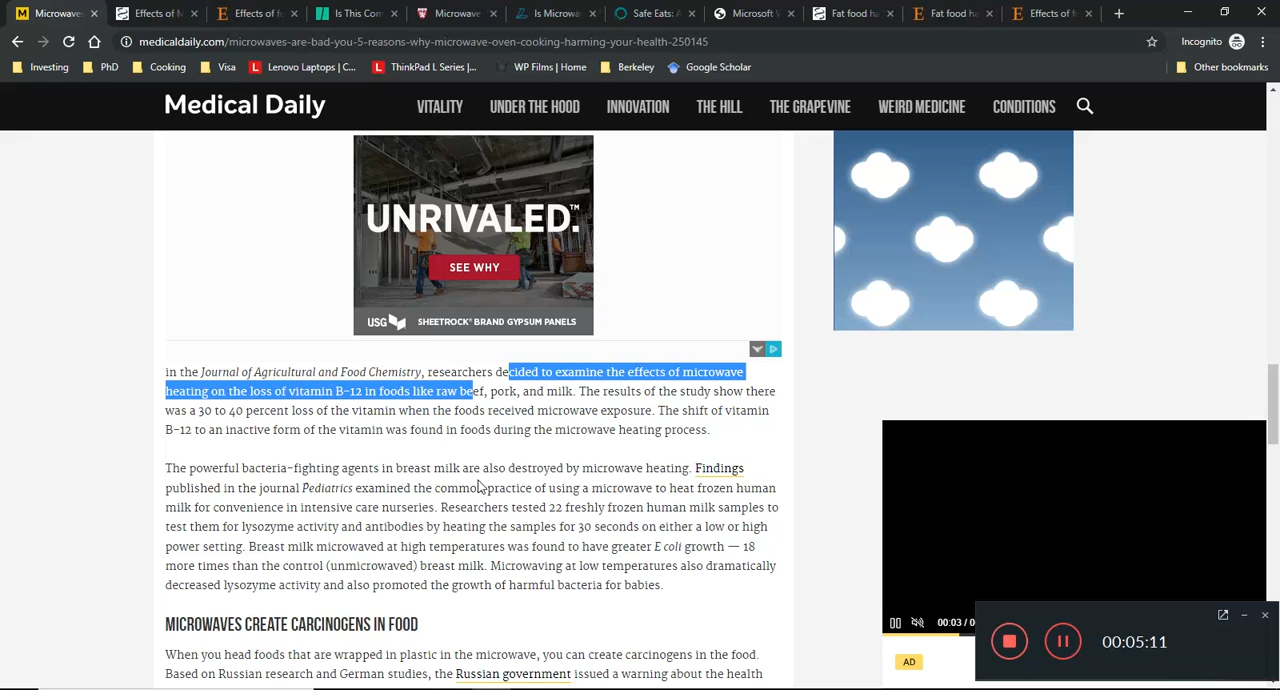 Microwaves
Effects of M
Effects of fo
Is This Com
Microwave
Is Microwa
Safe Eats: A
Microsoft W
Fat food ha
Fat food ha
Effects of fo
medicaldaily.com/microwaves-are-bad-you-5-reasons-why-microwave-oven-cooking-harming-your-health-250145
Incognito
Investing
PhD
Cooking
Visa
Lenovo Laptops | C...
ThinkPad L Series |...
WP Films | Home
Berkeley
Google Scholar
Other bookmarks
Medical Daily
VITALITY
UNDER THE HOOD
INNOVATION
THE HILL
THE GRAPEVINE
WEIRD MEDICINE
CONDITIONS
UNRIVALED.™
SEE WHY
USG SHEETROCK® BRAND GYPSUM PANELS
in the Journal of Agricultural and Food Chemistry, researchers decided to examine the effects of microwave
heating on the loss of vitamin B-12 in foods like raw beef, pork, and milk. The results of the study show there
was a 30 to 40 percent loss of the vitamin when the foods received microwave exposure. The shift of vitamin
B-12 to an inactive form of the vitamin was found in foods during the microwave heating process.
The powerful bacteria-fighting agents in breast milk are also destroyed by microwave heating. Findings
published in the journal Pediatrics examined the common practice of using a microwave to heat frozen human
milk for convenience in intensive care nurseries. Researchers tested 22 freshly frozen human milk samples to
test them for lysozyme activity and antibodies by heating the samples for 30 seconds on either a low or high
power setting. Breast milk microwaved at high temperatures was found to have greater E coli growth — 18
more times than the control (unmicrowaved) breast milk. Microwaving at low temperatures also dramatically
decreased lysozyme activity and also promoted the growth of harmful bacteria for babies.
MICROWAVES CREATE CARCINOGENS IN FOOD
When you head foods that are wrapped in plastic in the microwave, you can create carcinogens in the food.
Based on Russian research and German studies, the Russian government issued a warning about the health
00:03 / 0
AD
00:05:11